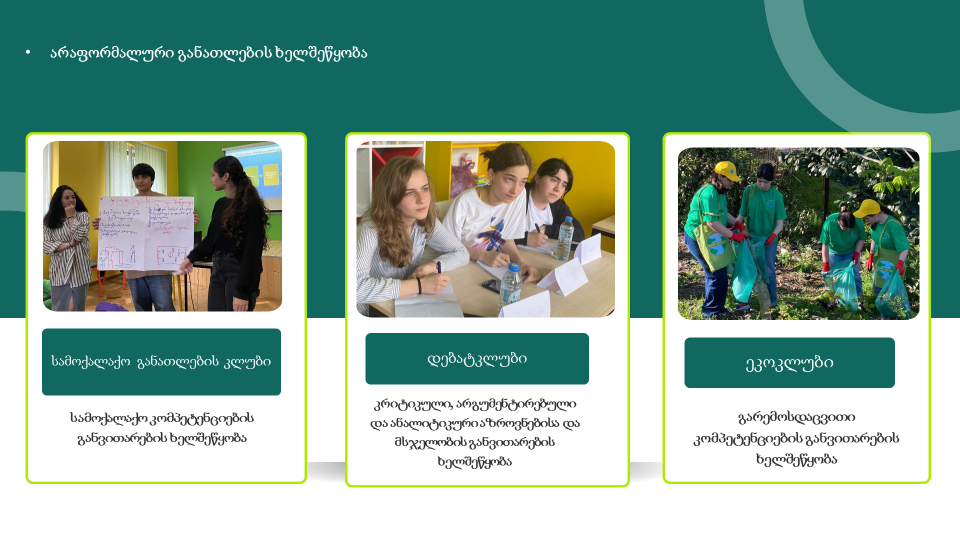 • არაფორმალური განათლების ხელშეწყობა
სამოქალაქო განათლების კლუბი
სამოქალაქო კომპეტენციების
განვითარების ხელშეწყობა
დებატკლუბი
კრიტიკული, არგუმენტირებული
და ანალიტიკური აზროვნებისა და
მსჯელობის განვითარების
ხელშეწყობა
ეკოკლუბი
გარემოსდაცვითი
კომპეტენციების განვითარების
ხელშეწყობა